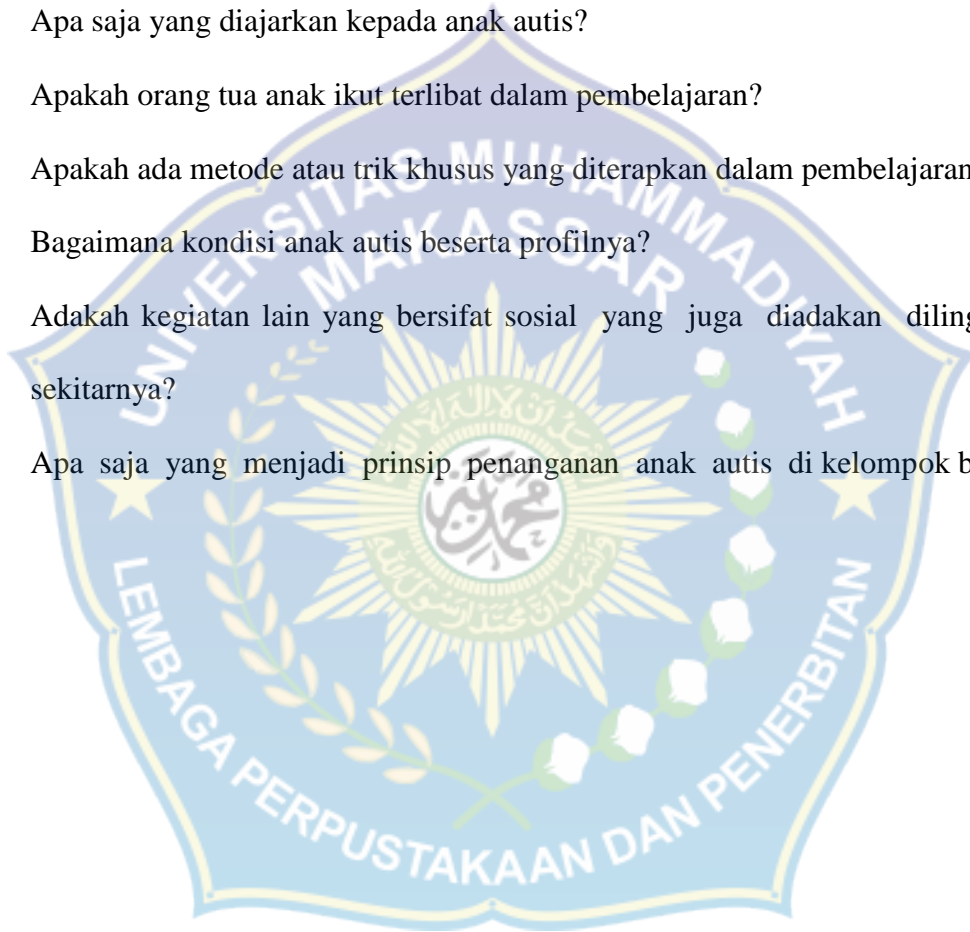 Apa saja yang diajarkan kepada anak autis?
Apakah orang tua anak ikut terlibat dalam pembelajaran?
Apakah ada metode atau trik khusus yang diterapkan dalam pembelajaran
Bagaimana kondisi anak autis beserta profilnya?
Adakah kegiatan lain yang bersifat sosial yang juga diadakan diling
sekitarnya?
Apa saja yang menjadi prinsip penanganan anak autis di kelompok b
UNIVERSITAS MUHAMMADIYAH
MAKASSAR
LEMBAGA PERPUSTAKAAN DAN PENERBITAN